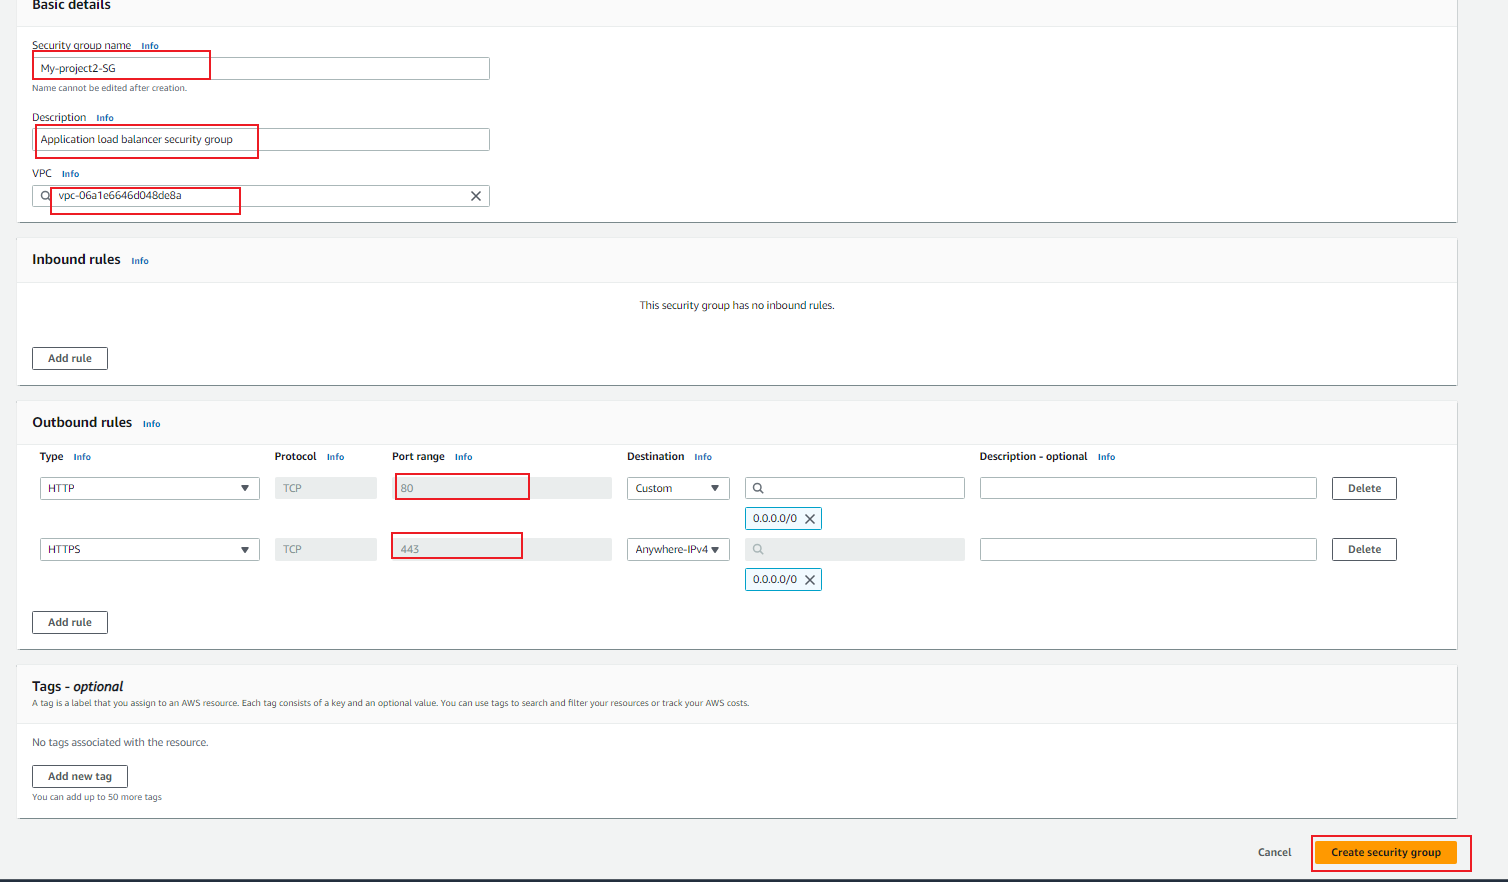 Basic details
Security group name Info
My-project2-SG
Name cannot be edited after creation.
Description Info
Application load balancer security group
VPC Info
vpc-06a1e6646d048de8a
Inbound rules Info
This security group has no inbound rules.
Add rule
Outbound rules Info
Type Info Protocol Info Port range Info Destination Info Description - optional Info
HTTP TCP 80 Custom Delete
0.0.0.0/0
HTTPS TCP 443 Anywhere-IPv4 Delete
0.0.0.0/0
Add rule
Tags - optional
A tag is a label that you assign to an AWS resource. Each tag consists of a key and an optional value. You can use tags to search and filter your resources or track your AWS costs.
No tags associated with the resource.
Add new tag
You can add up to 50 more tags
Cancel Create security group